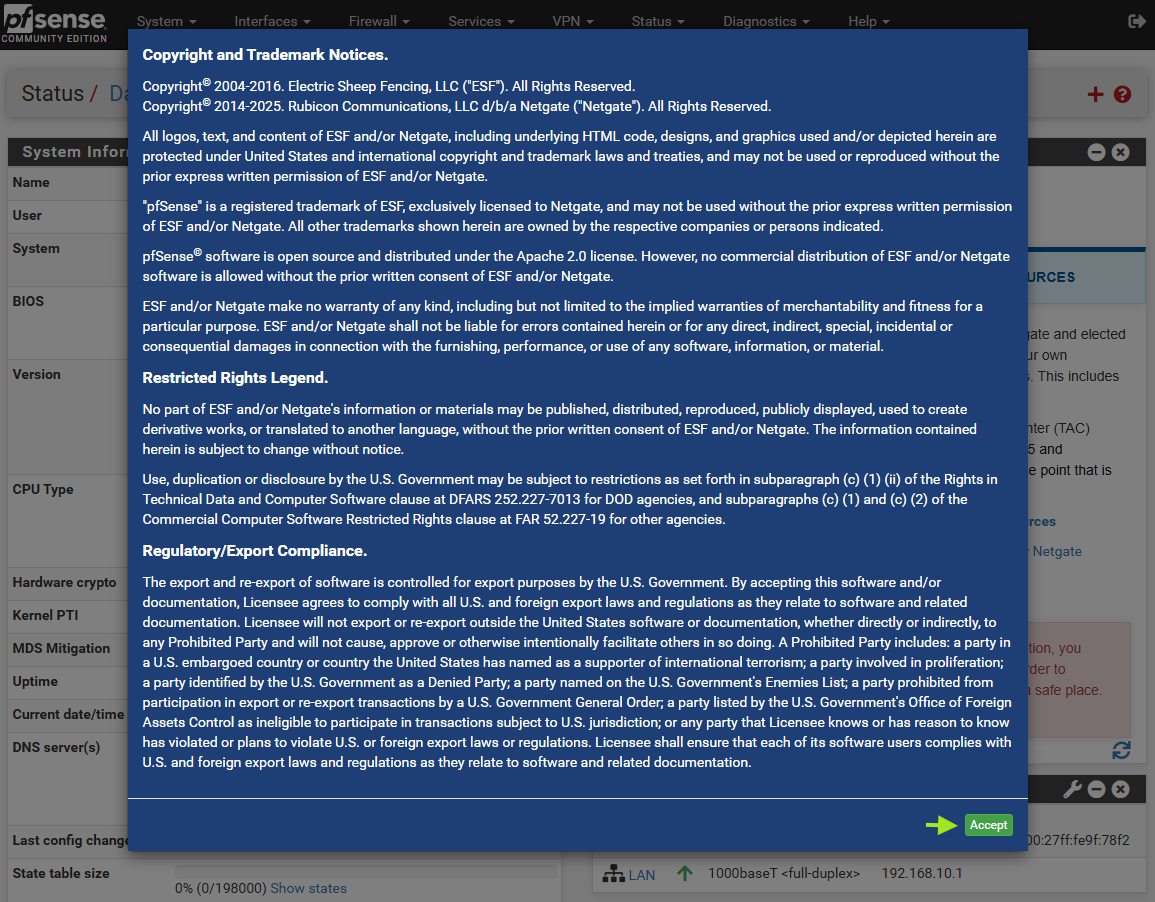 pfsense
COMMUNITY EDITION
System Interfaces Firewall Services VPN Status Diagnostics Help
Status /
Copyright and Trademark Notices.
Copyright© 2004-2016. Electric Sheep Fencing, LLC ("ESF"). All Rights Reserved.
Copyright© 2014-2025. Rubicon Communications, LLC d/b/a Netgate ("Netgate"). All Rights Reserved.
All logos, text, and content of ESF and/or Netgate, including underlying HTML code, designs, and graphics used and/or depicted herein are
protected under United States and international copyright and trademark laws and treaties, and may not be used or reproduced without the
prior express written permission of ESF and/or Netgate.
"pfSense" is a registered trademark of ESF, exclusively licensed to Netgate, and may not be used without the prior express written permission
of ESF and/or Netgate. All other trademarks shown herein are owned by the respective companies or persons indicated.
pfSense© software is open source and distributed under the Apache 2.0 license. However, no commercial distribution of ESF and/or Netgate
software is allowed without the prior written consent of ESF and/or Netgate.
ESF and/or Netgate make no warranty of any kind, including but not limited to the implied warranties of merchantability and fitness for a
particular purpose. ESF and/or Netgate shall not be liable for errors contained herein or for any direct, indirect, special, incidental or
consequential damages in connection with the furnishing, performance, or use of any software, information, or material.
Restricted Rights Legend.
No part of ESF and/or Netgate's information or materials may be published, distributed, reproduced, publicly displayed, used to create
derivative works, or translated to another language, without the prior written consent of ESF and/or Netgate. The information contained
herein is subject to change without notice.
Use, duplication or disclosure by the U.S. Government may be subject to restrictions as set forth in subparagraph (c) (1) (ii) of the Rights in
Technical Data and Computer Software clause at DFARS 252.227-7013 for DOD agencies, and subparagraphs (c) (1) and (c) (2) of the
Commercial Computer Software Restricted Rights clause at FAR 52.227-19 for other agencies.
Regulatory/Export Compliance.
The export and re-export of software is controlled for export purposes by the U.S. Government. By accepting this software and/or
documentation, Licensee agrees to comply with all U.S. and foreign export laws and regulations as they relate to software and related
documentation. Licensee will not export or re-export outside the United States software or documentation, whether directly or indirectly, to
any Prohibited Party and will not cause, approve or otherwise intentionally facilitate others in so doing. A Prohibited Party includes: a party in
a U.S. embargoed country or country the United States has named as a supporter of international terrorism; a party involved in proliferation;
a party identified by the U.S. Government as a Denied Party; a party named on the U.S. Government's Enemies List; a party prohibited from
participation in export or re-export transactions by a U.S. Government General Order; a party listed by the U.S. Government's Office of Foreign
Assets Control as ineligible to participate in transactions subject to U.S. jurisdiction; or any party that Licensee knows or has reason to know
has violated or plans to violate U.S. or foreign export laws or regulations. Licensee shall ensure that each of its software users complies with
U.S. and foreign export laws and regulations as they relate to software and related documentation.
Accept
System
Name
User
System
BIOS
Version
CPU Type
Hardware crypto
Kernel PTI
MDS Mitigation
Uptime
Current date/time
DNS server(s)
Last config change
State table size
0% (0/198000) Show states
and elected
own
This includes
(TAC)
and
point that is
Netgate
you
to
safe place.
00:27ff:fe9f:78f2
LAN 1000baseT <full-duplex> 192.168.10.1